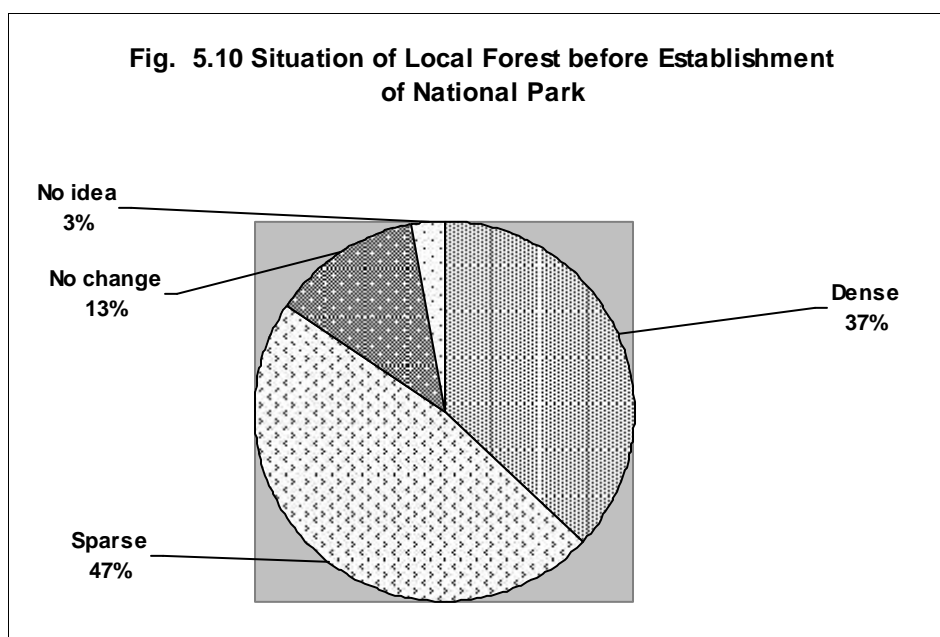 Fig. 5.10 Situation of Local Forest before Establishment
of National Park
No idea
3%
No change
13%
Dense
37%
Sparse
47%